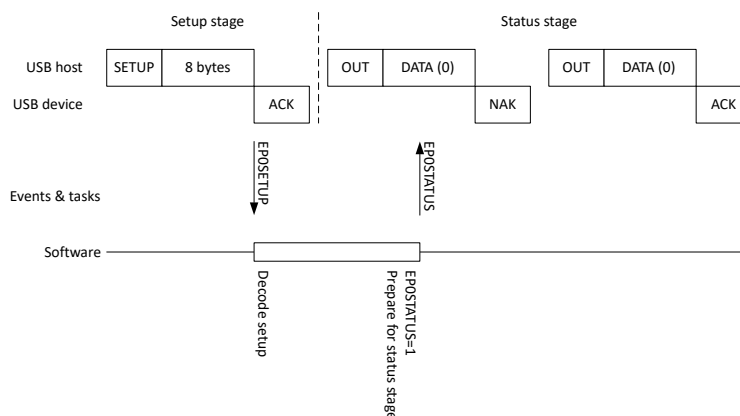 Setup stage
Status stage
USB host
SETUP
8 bytes
OUT
DATA (0)
OUT
DATA (0)
USB device
ACK
NAK
ACK
EP0SETUP
EP0STATUS
Events & tasks
Software
Decode setup
EP0STATUS=1
Prepare for status stage